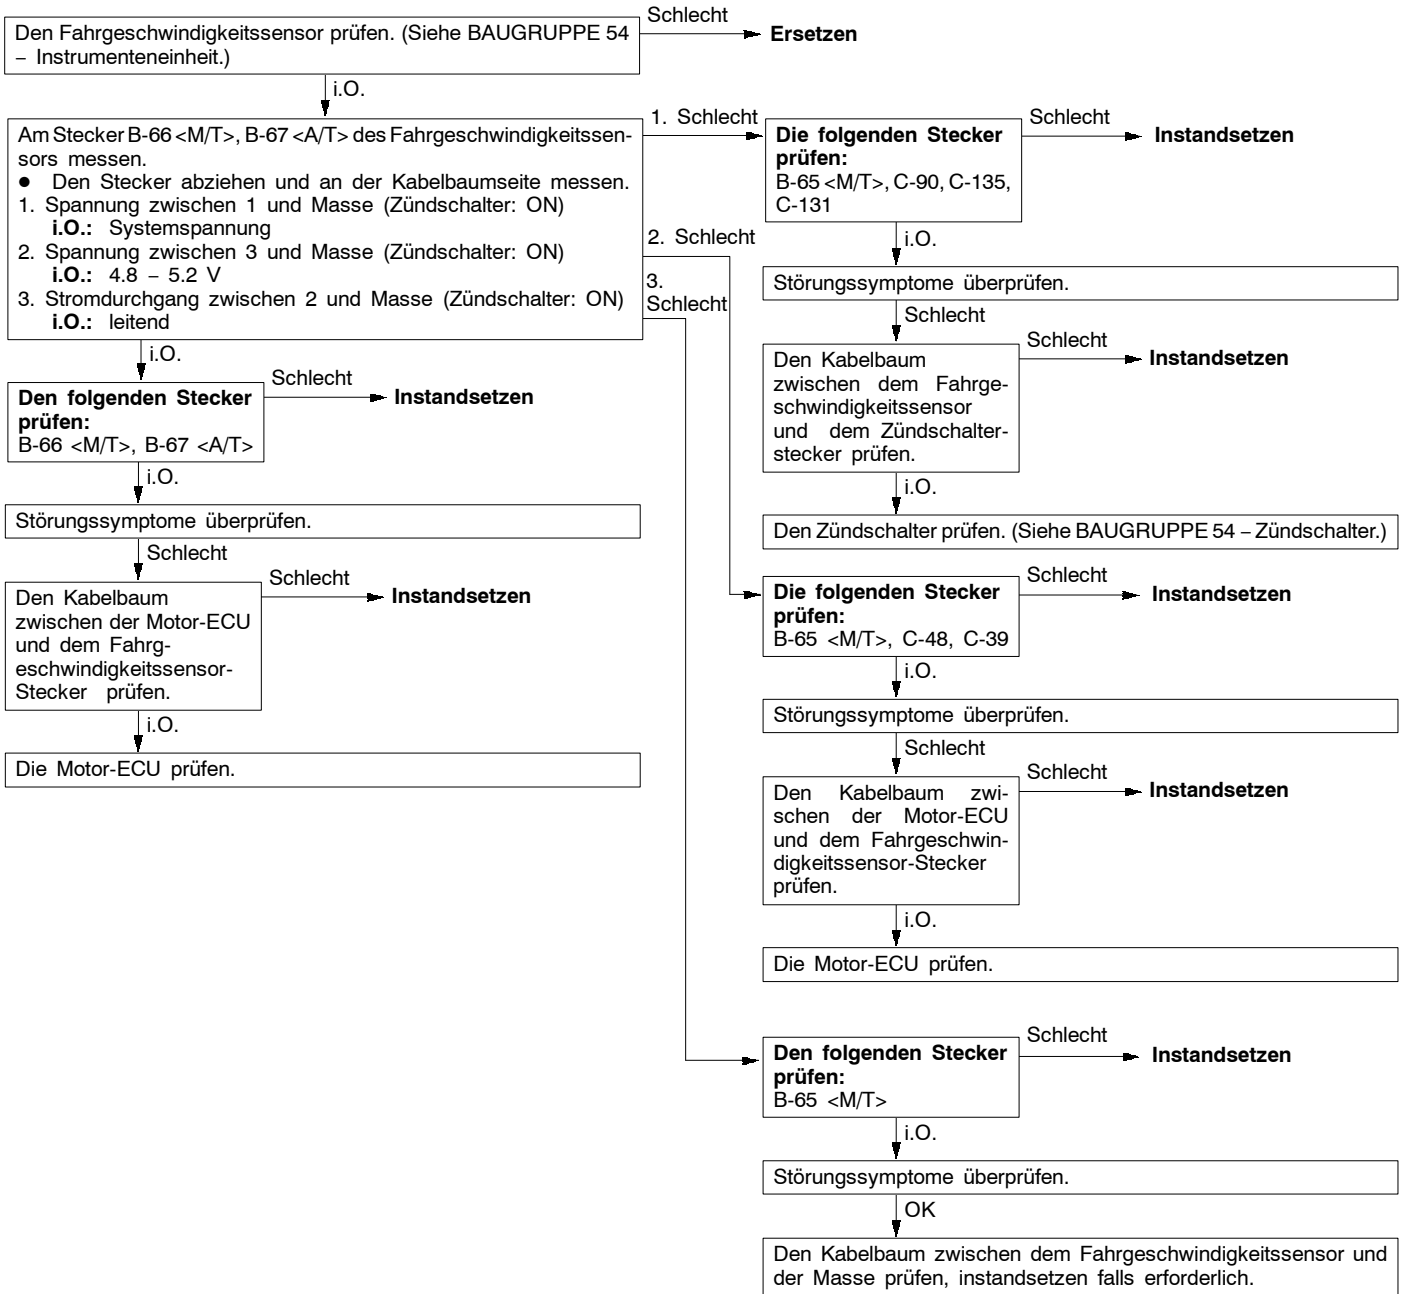 Den Fahrgeschwindigkeitssensor prüfen. (Siehe BAUGRUPPE 54
– Instrumenteneinheit.)
Schlecht
Ersetzen
i.O.
Am Stecker B-66 <M/T>, B-67 <A/T> des Fahrgeschwindigkeitssen-
sors messen.
● Den Stecker abziehen und an der Kabelbaumseite messen.
1. Spannung zwischen 1 und Masse (Zündschalter: ON)
i.O.: Systemspannung
2. Spannung zwischen 3 und Masse (Zündschalter: ON)
i.O.: 4.8 – 5.2 V
3. Stromdurchgang zwischen 2 und Masse (Zündschalter: ON)
i.O.: leitend
i.O.
Den folgenden Stecker
prüfen:
B-66 <M/T>, B-67 <A/T>
Schlecht
Instandsetzen
i.O.
Störungssymptome überprüfen.
Schlecht
Den Kabelbaum
zwischen der Motor-ECU
und dem Fahrg-
eschwindigkeitssensor-
Stecker prüfen.
Schlecht
Instandsetzen
i.O.
Die Motor-ECU prüfen.
1. Schlecht
Die folgenden Stecker
prüfen:
B-65 <M/T>, C-90, C-135,
C-131
Schlecht
Instandsetzen
i.O.
Störungssymptome überprüfen.
Schlecht
Den Kabelbaum
zwischen dem Fahrge-
schwindigkeitssensor
und dem Zündschalter-
stecker prüfen.
Schlecht
Instandsetzen
i.O.
Den Zündschalter prüfen. (Siehe BAUGRUPPE 54 – Zündschalter.)
2. Schlecht
Die folgenden Stecker
prüfen:
B-65 <M/T>, C-48, C-39
Schlecht
Instandsetzen
i.O.
Störungssymptome überprüfen.
Schlecht
Den Kabelbaum zwi-
schen der Motor-ECU
und dem Fahrgeschwin-
digkeitssensor-Stecker
prüfen.
Schlecht
Instandsetzen
i.O.
Die Motor-ECU prüfen.
3.
Schlecht
Den folgenden Stecker
prüfen:
B-65 <M/T>
Schlecht
Instandsetzen
i.O.
Störungssymptome überprüfen.
OK
Den Kabelbaum zwischen dem Fahrgeschwindigkeitssensor und
der Masse prüfen, instandsetzen falls erforderlich.